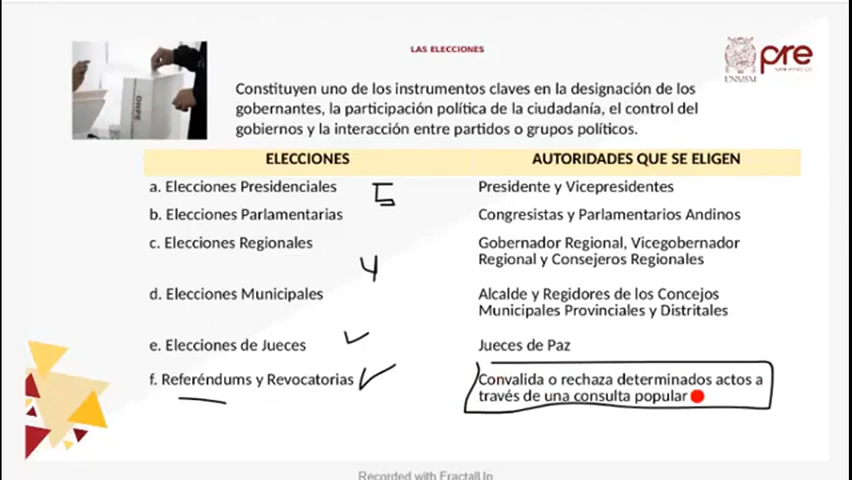 LAS ELECCIONES
UNMSM
pre
SAN MARCOS
ONPE
Constituyen uno de los instrumentos claves en la designación de los
gobernantes, la participación política de la ciudadanía, el control del
gobiernos y la interacción entre partidos o grupos políticos.
ELECCIONES AUTORIDADES QUE SE ELIGEN
a. Elecciones Presidenciales 5 Presidente y Vicepresidentes
b. Elecciones Parlamentarias Congresistas y Parlamentarios Andinos
c. Elecciones Regionales Gobernador Regional, Vicegobernador
Regional y Consejeros Regionales
4
d. Elecciones Municipales Alcalde y Regidores de los Concejos
Municipales Provinciales y Distritales
e. Elecciones de Jueces Jueces de Paz
f. Referéndums y Revocatorias Convalida o rechaza determinados actos a
través de una consulta popular
Recorded with FractalUp